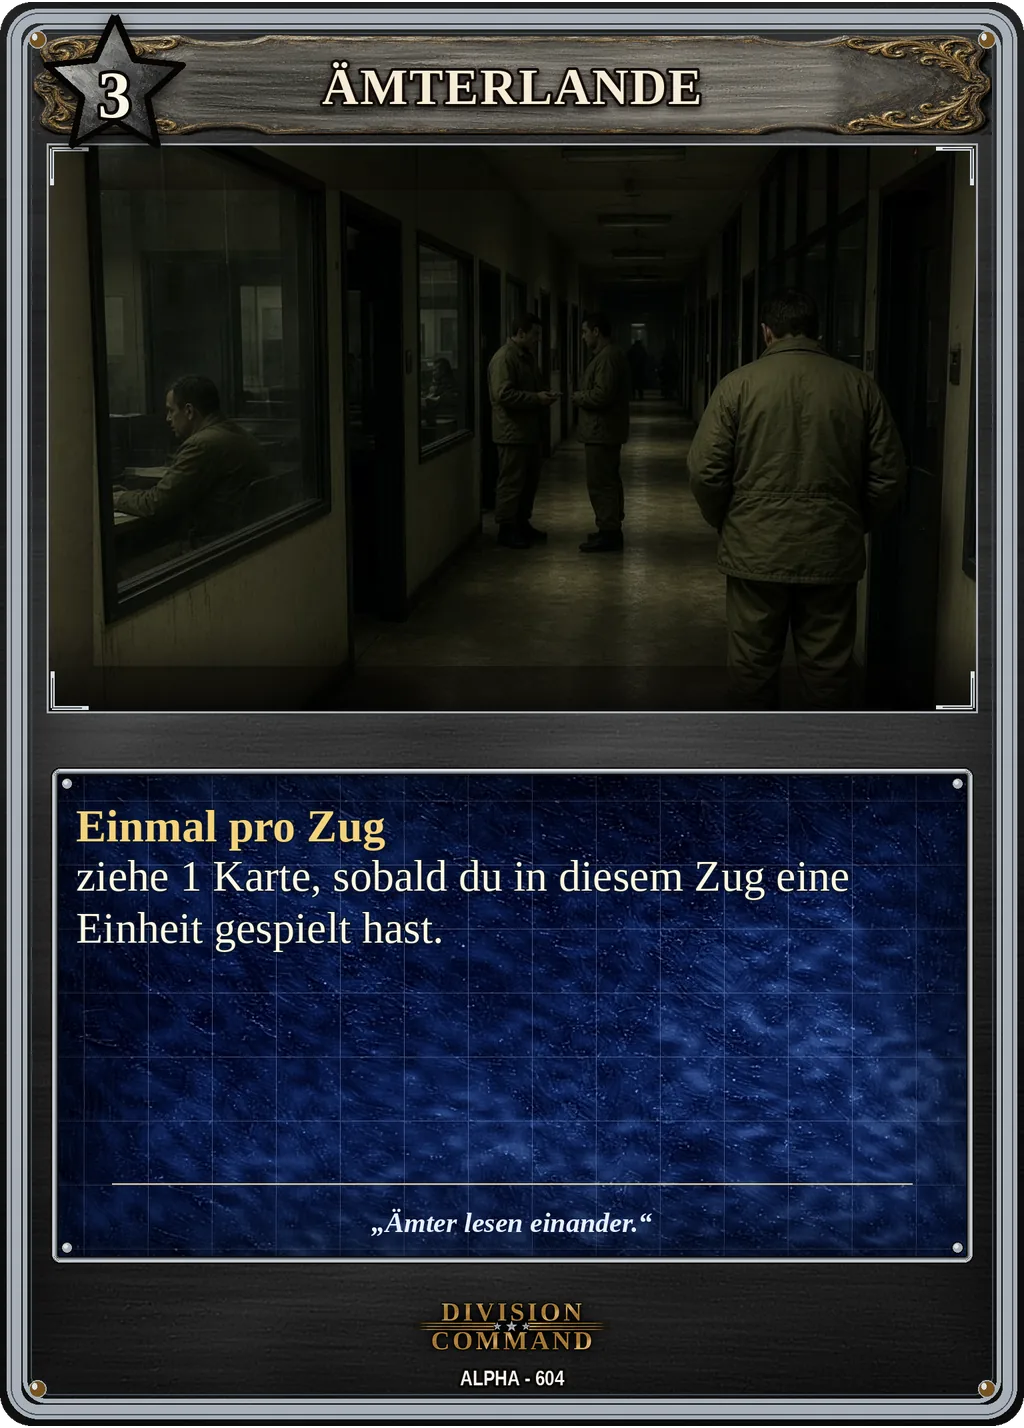 3
ÄMTERLANDE
Einmal pro Zug
ziehe 1 Karte, sobald du in diesem Zug eine
Einheit gespielt hast.
„Ämter lesen einander.“
DIVISION
COMMAND
ALPHA - 604